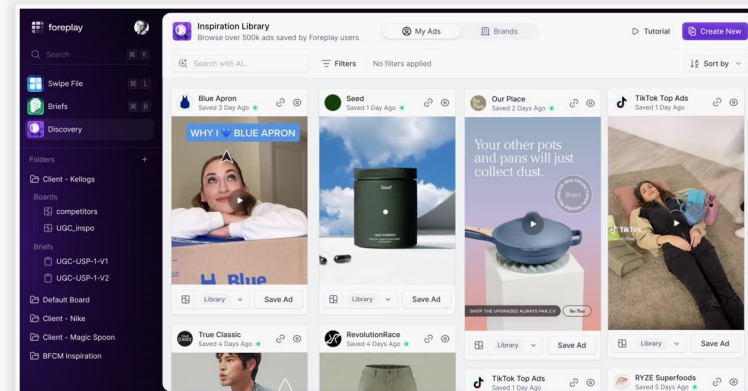 foreplay
Search
⌘ K
Swipe File
⌘ L
Briefs
⌘ B
Discovery
Folders
+
Client - Kellogs
Boards
competitors
UGC_inspo
Briefs
UGC-USP-1-V1
UGC-USP-1-V2
Default Board
Client - Nike
Client - Magic Spoon
BFCM Inspiration
Inspiration Library
Browse over 500k ads saved by Foreplay users
My Ads
Brands
Tutorial
Create New
Search with AI...
Filters
No filters applied
Sort by
Blue Apron
Saved 3 Day Ago
WHY I 💙 BLUE APRON
Blue
Library
Save Ad
Seed
Saved 1 Day Ago
Seed
Library
Save Ad
Our Place
Saved 2 Days Ago
Your other pots
and pans will just
collect dust.
SHOP THE UPGRADED ALWAYS PAN 2.0
Our Place
Library
Save Ad
TikTok Top Ads
Saved 1 Day Ago
TikTok
Library
Save Ad
True Classic
Saved 4 Days Ago
RevolutionRace
Saved 4 Days Ago
TikTok Top Ads
Saved 1 Day Ago
RYZE Superfoods
Saved 5 Days Ago